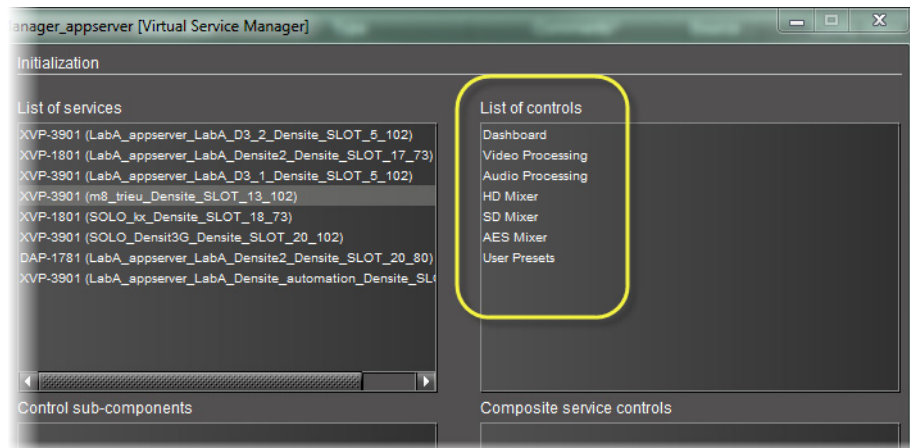 anager_appserver [Virtual Service Manager]
Initialization
List of services
XVP-3901 (LabA_appserver_LabA_D3_2_Densite_SLOT_5_102)
XVP-1801 (LabA_appserver_LabA_Densite2_Densite_SLOT_17_73)
XVP-3901 (LabA_appserver_LabA_D3_1_Densite_SLOT_5_102)
XVP-3901 (m8_trieu_Densite_SLOT_13_102)
XVP-1801 (SOLO_kx_Densite_SLOT_18_73)
XVP-3901 (SOLO_Densit3G_Densite_SLOT_20_102)
DAP-1781 (LabA_appserver_LabA_Densite2_Densite_SLOT_20_80)
XVP-3901 (LabA_appserver_LabA_Densite_automation_Densite_SL
List of controls
Dashboard
Video Processing
Audio Processing
HD Mixer
SD Mixer
AES Mixer
User Presets
Control sub-components
Composite service controls